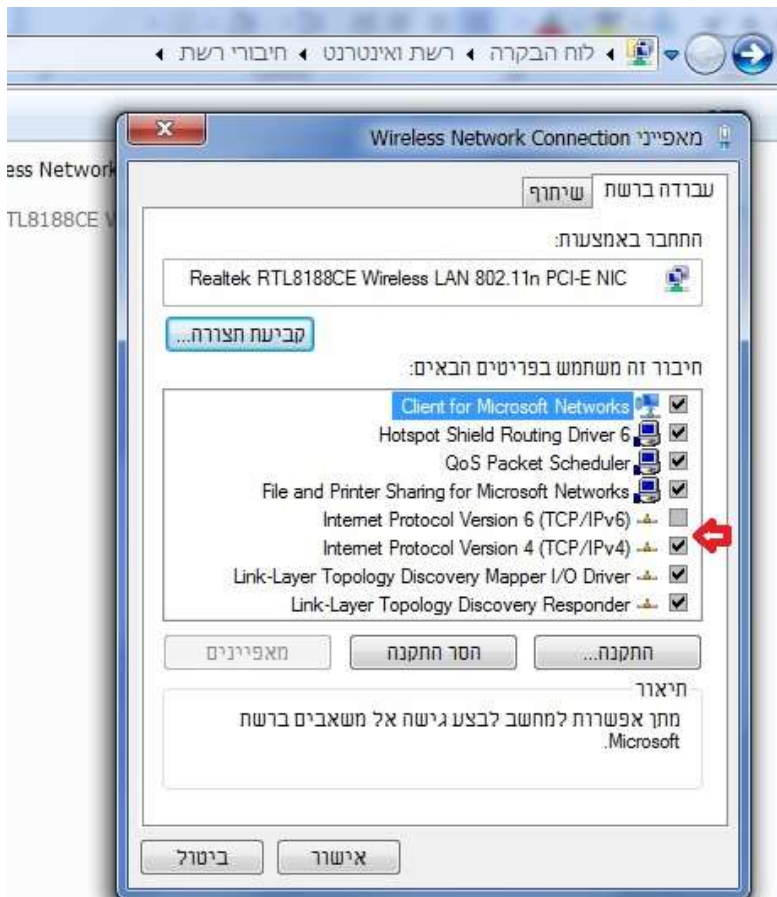 לוח הבקרה ◂ רשת ואינטרנט ◂ חיבורי רשת ◂
מאפייני Wireless Network Connection
ess Network
TL8188CE
עבודה ברשת
שיתוף
התחבר באמצעות:
Realtek RTL8188CE Wireless LAN 802.11n PCI-E NIC
קביעת תצורה...
חיבור זה משתמש בפריטים הבאים:
Client for Microsoft Networks
Hotspot Shield Routing Driver 6
QoS Packet Scheduler
File and Printer Sharing for Microsoft Networks
Internet Protocol Version 6 (TCP/IPv6)
Internet Protocol Version 4 (TCP/IPv4)
Link-Layer Topology Discovery Mapper I/O Driver
Link-Layer Topology Discovery Responder
התקנה...
הסר התקנה
מאפיינים
תיאור
מתן אפשרות למחשב לבצע גישה אל משאבים ברשת
Microsoft.
אישור
ביטול